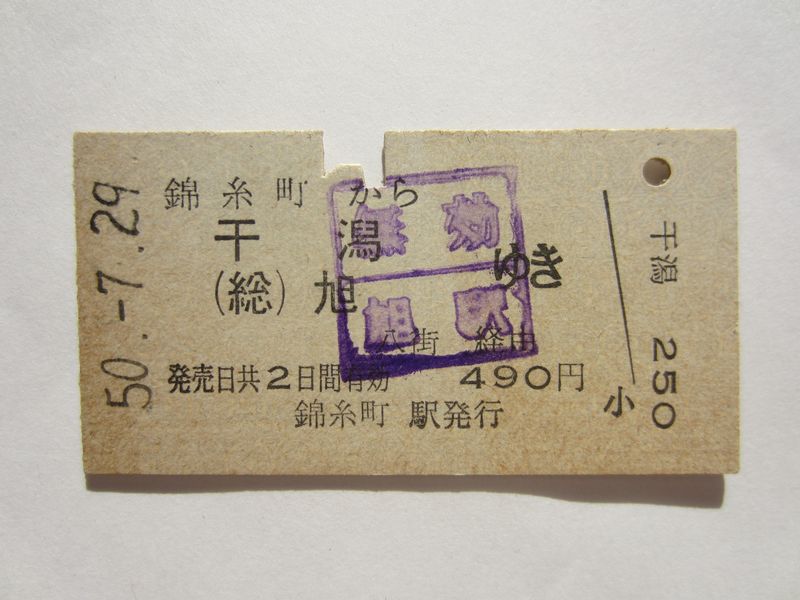 50.-7.29
錦糸町 から
干 潟
(総) 旭
ゆき
八街 経由
発売日共2日間有効 490円
錦糸町 駅発行
小
干潟 250